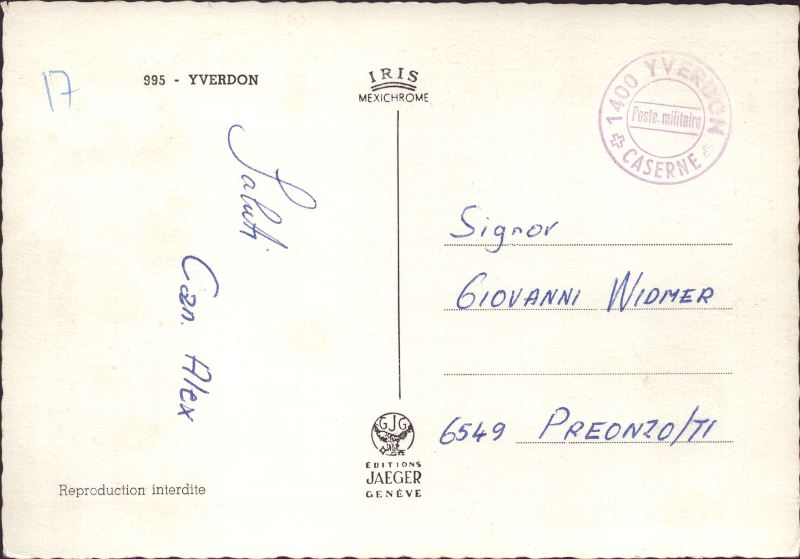 17
995 - YVERDON
IRIS
MEXICHROME
1400 YVERDON
Poste militaire
CASERNE
Saluti
Can. Alex
Signor
GIOVANNI WIDMER
6549 PREONZO/TI
GJG
EDITIONS
JAEGER
GENÈVE
Reproduction interdite